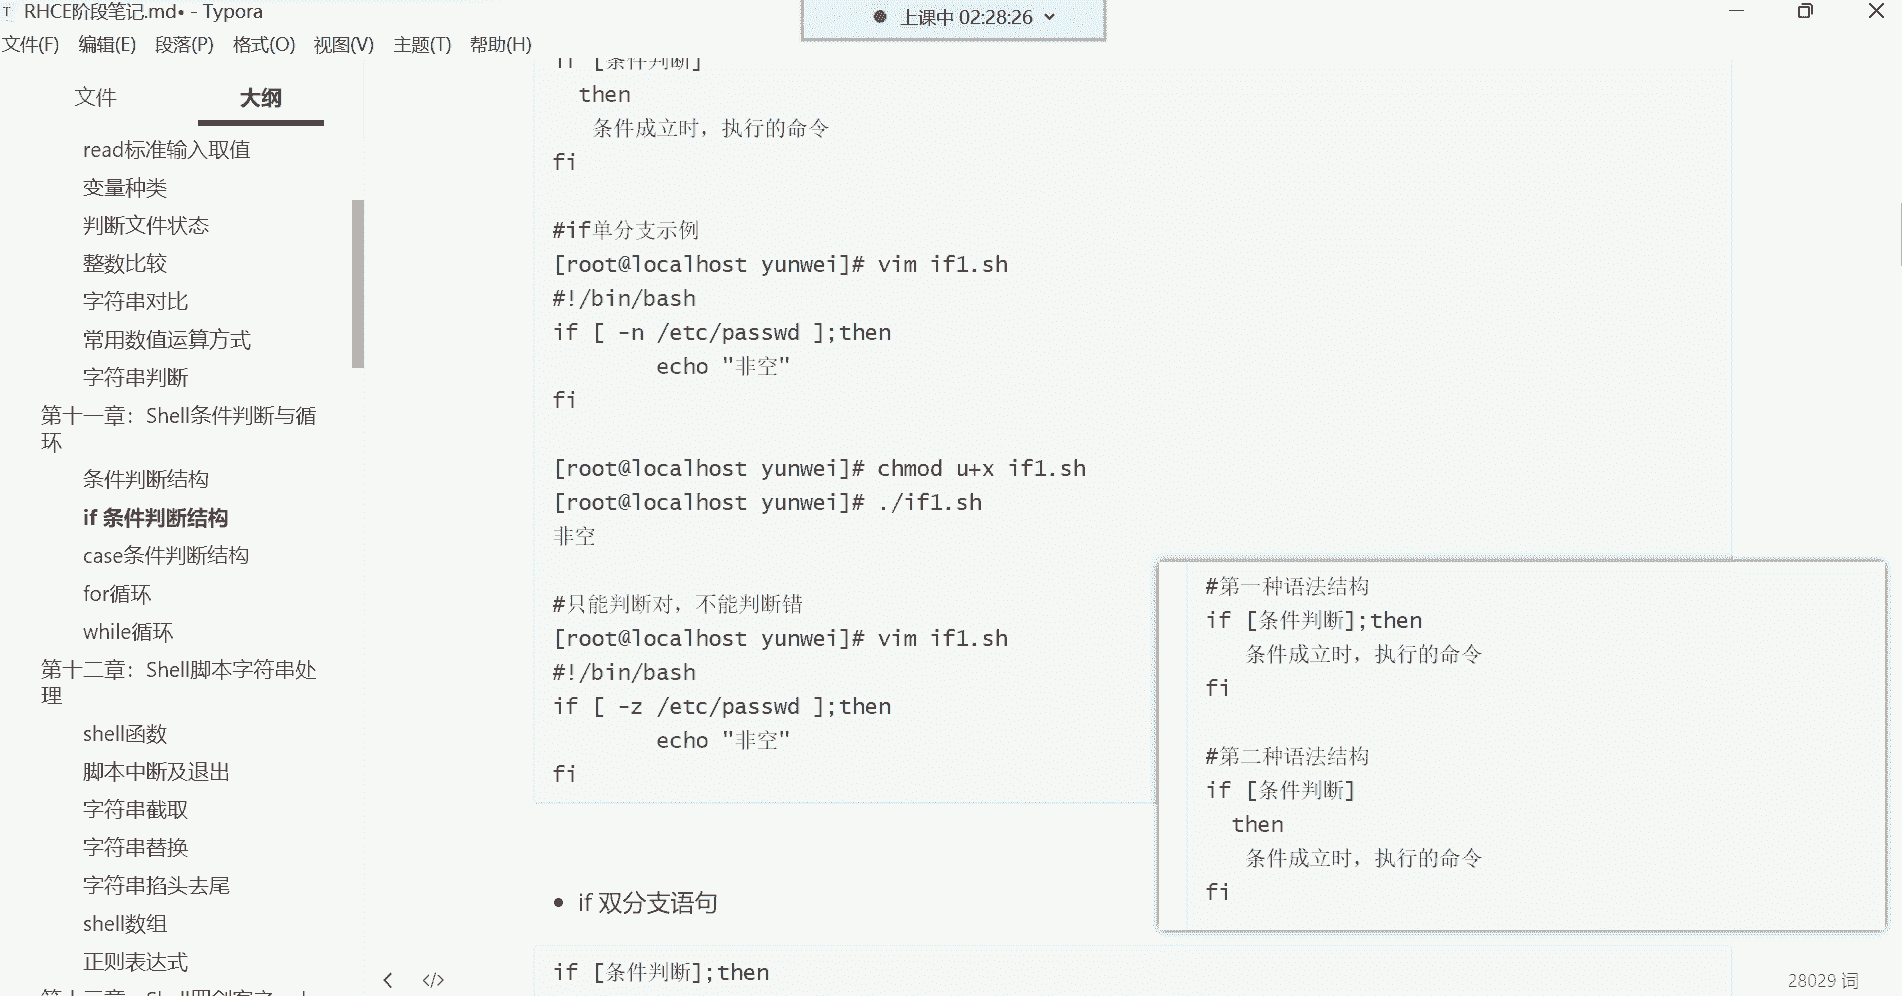 RHCE阶段笔记.md• - Typora
上课中 02:28:26
文件(F) 编辑(E) 段落(P) 格式(O) 视图(V) 主题(T) 帮助(H)
文件 大纲
read标准输入取值
变量种类
判断文件状态
整数比较
字符串对比
常用数值运算方式
字符串判断
第十一章：Shell条件判断与循
环
条件判断结构
if 条件判断结构
case条件判断结构
for循环
while循环
第十二章：Shell脚本字符串处
理
shell函数
脚本中断及退出
字符串截取
字符串替换
字符串掐头去尾
shell数组
正则表达式
if [条件判断]
then
条件成立时，执行的命令
fi
#if单分支示例
[root@localhost yunwei]# vim if1.sh
#!/bin/bash
if [ -n /etc/passwd ];then
echo "非空"
fi
[root@localhost yunwei]# chmod u+x if1.sh
[root@localhost yunwei]# ./if1.sh
非空
#只能判断对，不能判断错
[root@localhost yunwei]# vim if1.sh
#!/bin/bash
if [ -z /etc/passwd ];then
echo "非空"
fi
if 双分支语句
if [条件判断];then
#第一种语法结构
if [条件判断];then
条件成立时，执行的命令
fi
#第二种语法结构
if [条件判断]
then
条件成立时，执行的命令
fi
28029 词